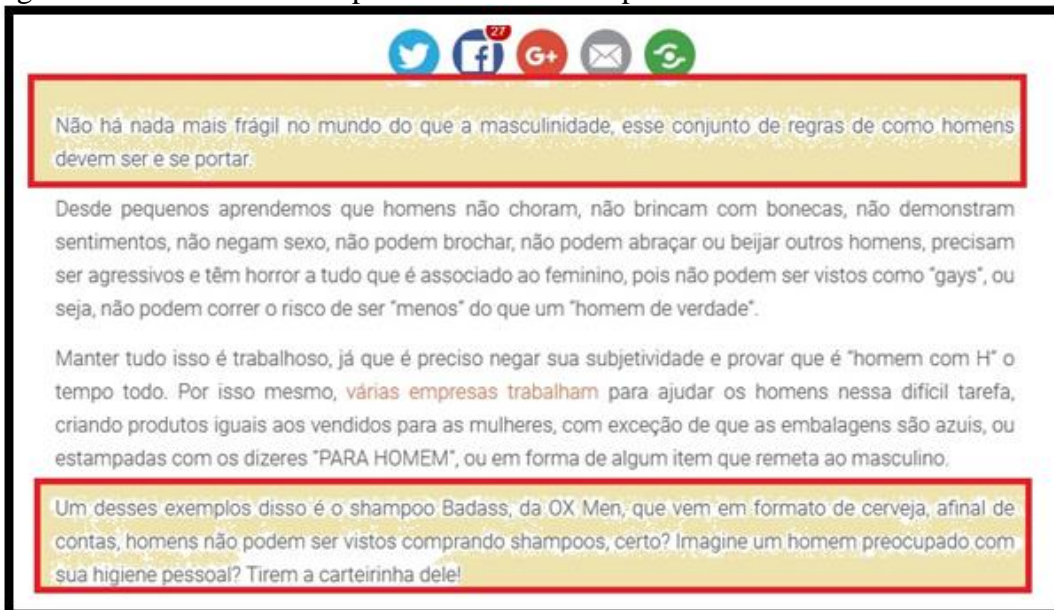 27
G+
Não há nada mais frágil no mundo do que a masculinidade, esse conjunto de regras de como homens
devem ser e se portar.
Desde pequenos aprendemos que homens não choram, não brincam com bonecas, não demonstram
sentimentos, não negam sexo, não podem brochar, não podem abraçar ou beijar outros homens, precisam
ser agressivos e têm horror a tudo que é associado ao feminino, pois não podem ser vistos como "gays", ou
seja, não podem correr o risco de ser "menos" do que um "homem de verdade".
Manter tudo isso é trabalhoso, já que é preciso negar sua subjetividade e provar que é "homem com H" o
tempo todo. Por isso mesmo, várias empresas trabalham para ajudar os homens nessa difícil tarefa,
criando produtos iguais aos vendidos para as mulheres, com exceção de que as embalagens são azuis, ou
estampadas com os dizeres "PARA HOMEM", ou em forma de algum item que remeta ao masculino.
Um desses exemplos disso é o shampoo Badass, da OX Men, que vem em formato de cerveja, afinal de
contas, homens não podem ser vistos comprando shampoos, certo? Imagine um homem preocupado com
sua higiene pessoal? Tirem a carteirinha dele!